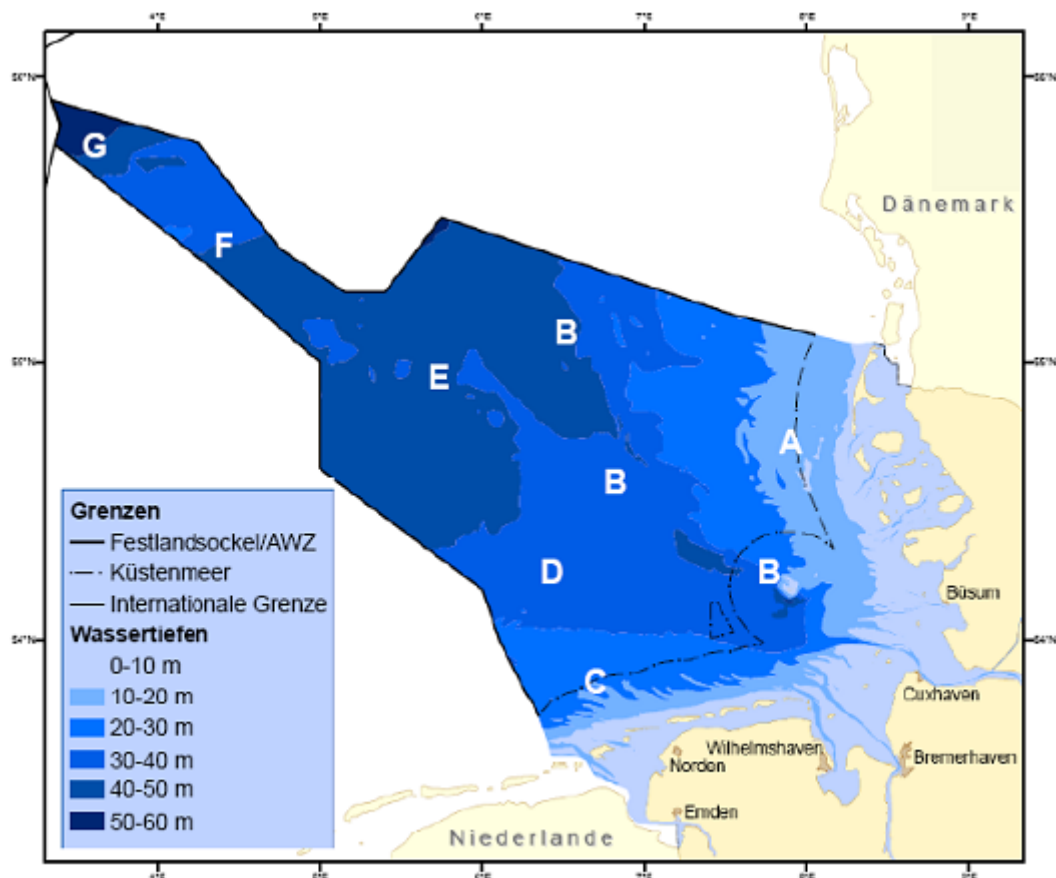 G
Dänemark
F
B
E
A
B
B
D
C
Büsum
Cuxhaven
Bremerhaven
Wilhelmshaven
Norden
Emden
Niederlande
Grenzen
Festlandsockel/AWZ
Küstenmeer
Internationale Grenze
Wassertiefen
0-10 m
10-20 m
20-30 m
30-40 m
40-50 m
50-60 m